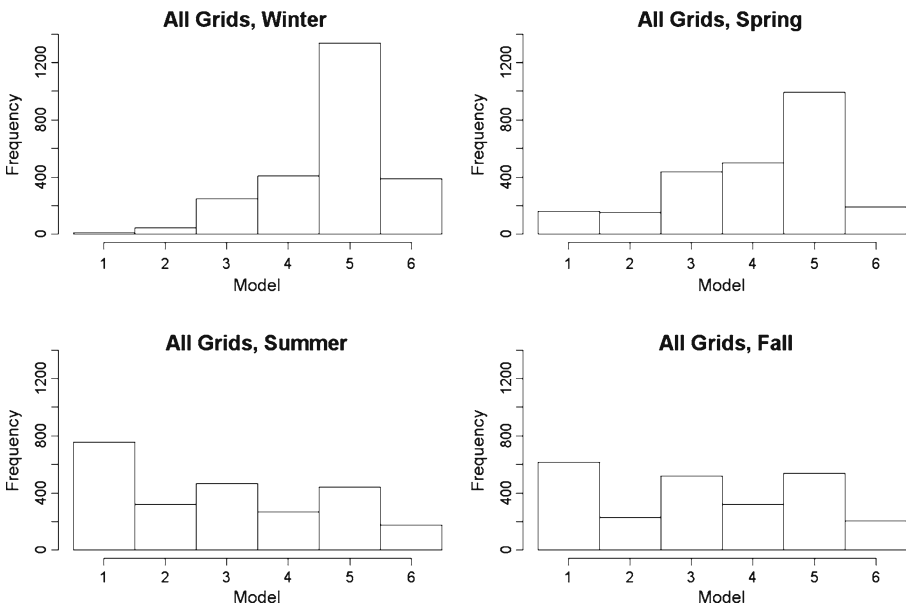 All Grids, Winter
Frequency
1200
800
400
0
1 2 3 4 5 6
Model
All Grids, Spring
Frequency
1200
800
400
0
1 2 3 4 5 6
Model
All Grids, Summer
Frequency
1200
800
400
0
1 2 3 4 5 6
Model
All Grids, Fall
Frequency
1200
800
400
0
1 2 3 4 5 6
Model